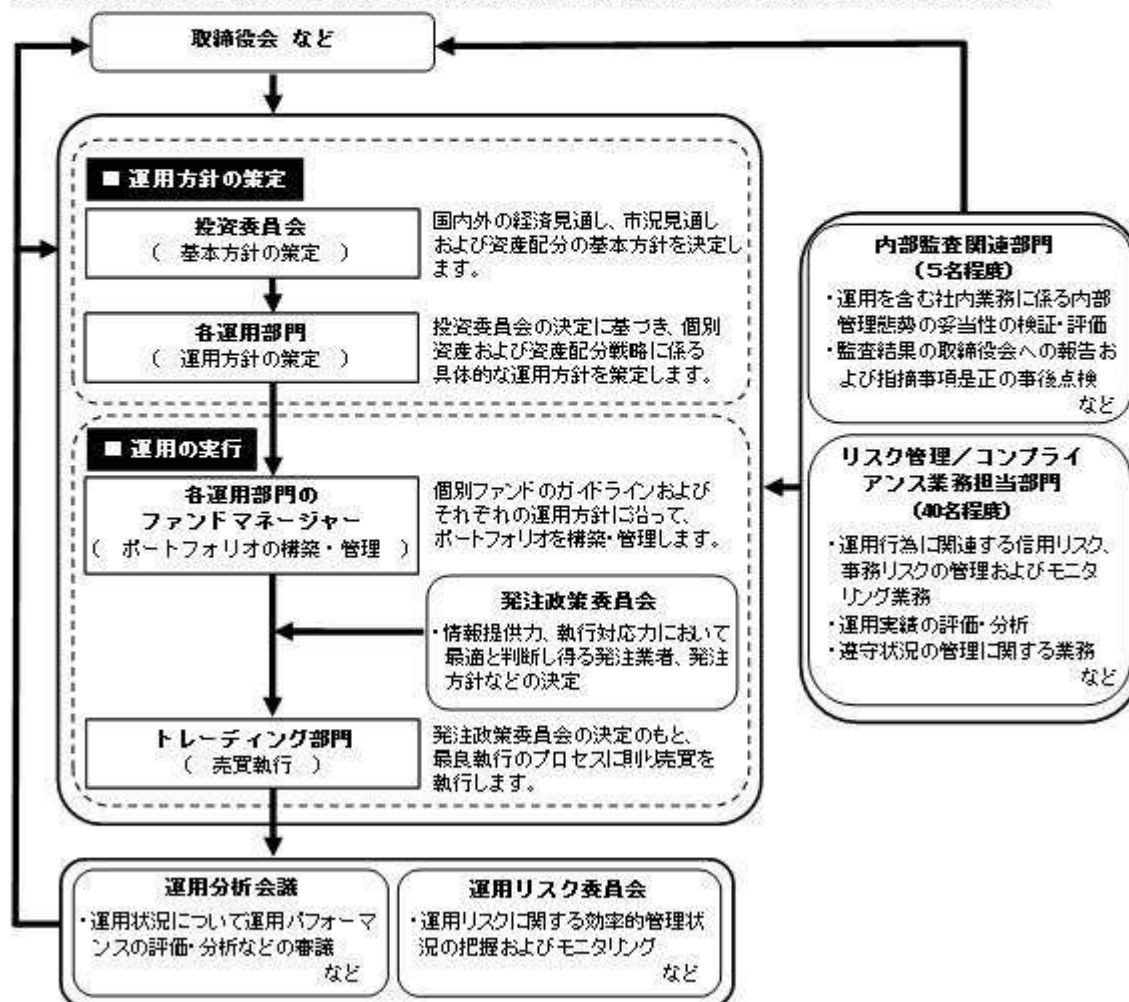 取締役会 など
■ 運用方針の策定
投資委員会
( 基本方針の策定 )
国内外の経済見通し、市況見通し
および資産配分の基本方針を決定し
ます。
各運用部門
( 運用方針の策定 )
投資委員会の決定に基づき、個別
資産および資産配分戦略に係る
具体的な運用方針を策定します。
■ 運用の実行
各運用部門の
ファンドマネージャー
( ポートフォリオの構築・管理 )
個別ファンドのガイドラインおよび
それぞれの運用方針に沿って、
ポートフォリオを構築・管理します。
発注政策委員会
・情報提供力、執行対応力において
最適と判断し得る発注業者、発注
方針などの決定
トレーディング部門
( 売買執行 )
発注政策委員会の決定のもと、
最良執行のプロセスに則り売買を
執行します。
内部監査関連部門
(5名程度)
・運用を含む社内業務に係る内部
管理態勢の妥当性の検証・評価
・監査結果の取締役会への報告お
よび指摘事項是正の事後点検
など
リスク管理/コンプライ
アンス業務担当部門
(40名程度)
・運用行為に関連する信用リスク、
事務リスクの管理およびモニタ
リング業務
・運用実績の評価・分析
・遵守状況の管理に関する業務
など
運用分析会議
・運用状況について運用パフォーマ
ンスの評価・分析などの審議
など
運用リスク委員会
・運用リスクに関する効率的管理状
況の把握およびモニタリング
など